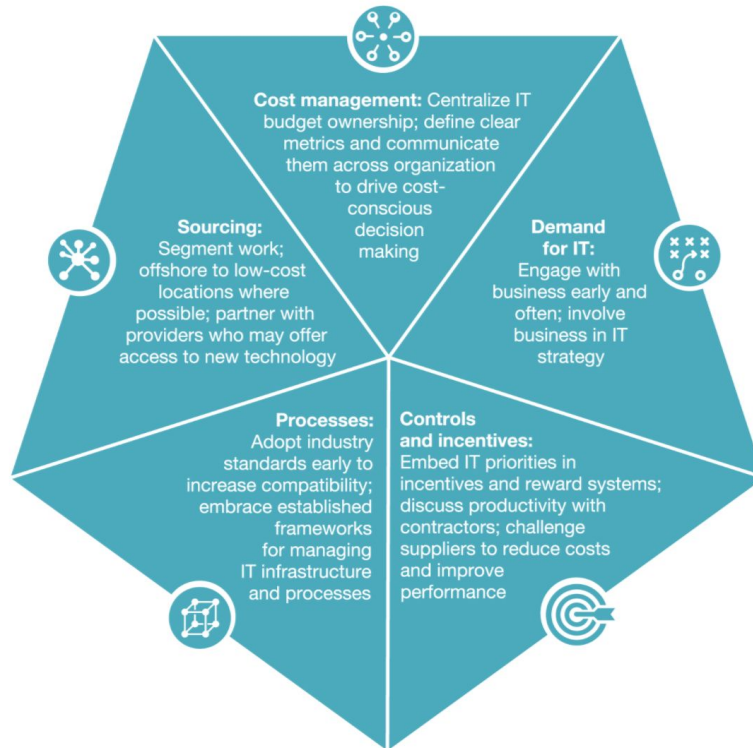 Cost management: Centralize IT
budget ownership; define clear
metrics and communicate
them across organization
to drive cost-
conscious
decision
making
Sourcing:
Segment work;
offshore to low-cost
locations where
possible; partner with
providers who may offer
access to new technology
Demand
for IT:
Engage with
business early and
often; involve
business in IT
strategy
Processes:
Adopt industry
standards early to
increase compatibility;
embrace established
frameworks
for managing
IT infrastructure
and processes
Controls
and incentives:
Embed IT priorities in
incentives and reward systems;
discuss productivity with
contractors; challenge
suppliers to reduce costs
and improve
performance